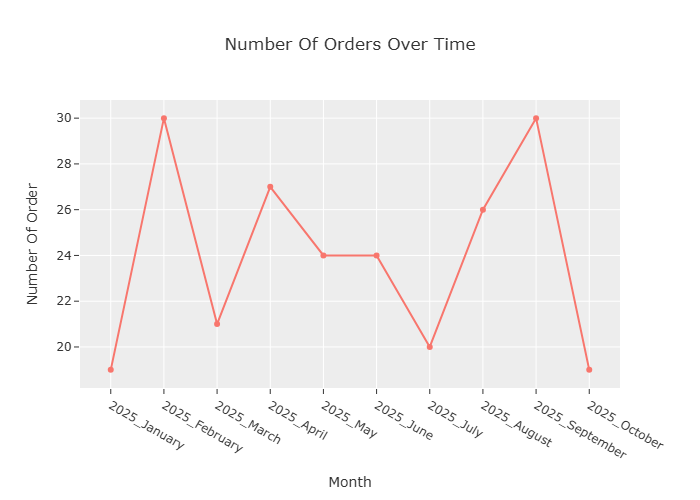 Number Of Orders Over Time
30
28
26
24
22
20
Number Of Order
2025_January
2025_February
2025_March
2025_April
2025_May
2025_June
2025_July
2025_August
2025_September
2025_October
Month